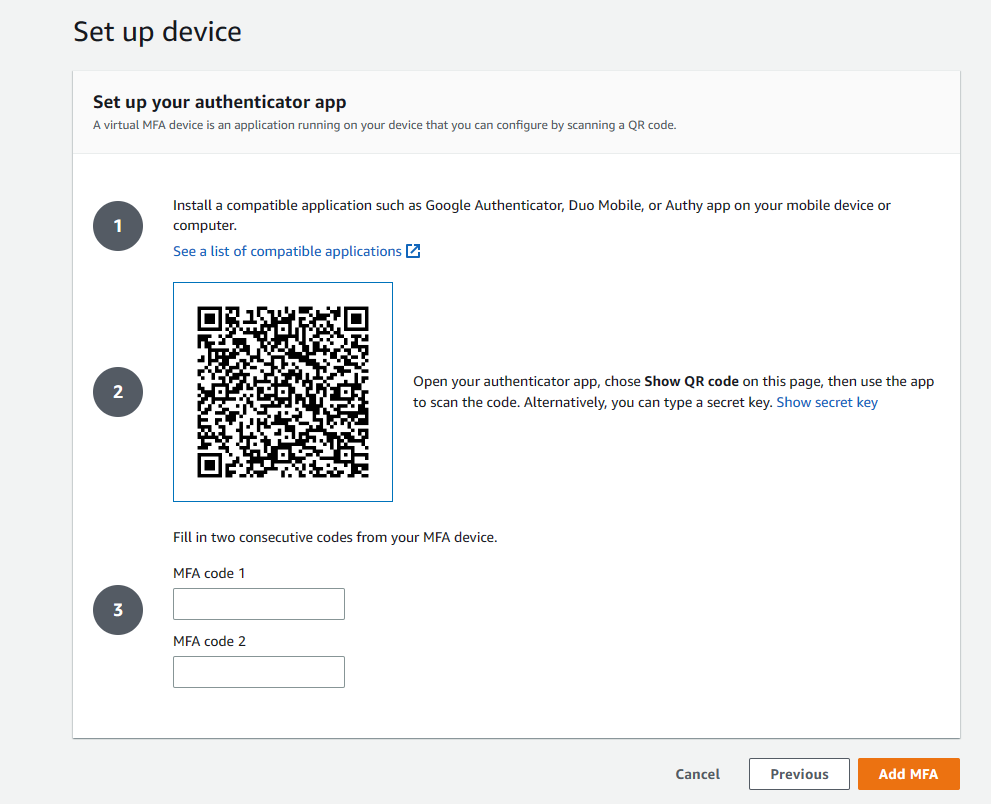 Set up device
Set up your authenticator app
A virtual MFA device is an application running on your device that you can configure by scanning a QR code.
1
Install a compatible application such as Google Authenticator, Duo Mobile, or Authy app on your mobile device or
computer.
See a list of compatible applications
2
Open your authenticator app, chose Show QR code on this page, then use the app
to scan the code. Alternatively, you can type a secret key. Show secret key
Fill in two consecutive codes from your MFA device.
MFA code 1
3
MFA code 2
Cancel Previous Add MFA